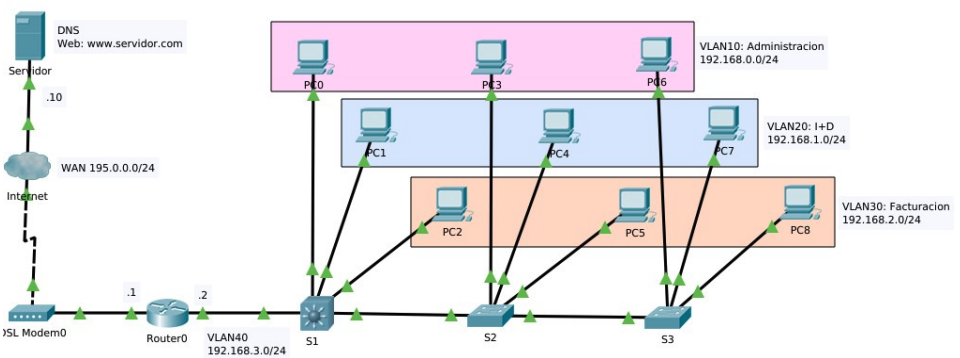 DNS
Web: www.servidor.com
Servidor
.10
Internet
WAN 195.0.0.0/24
DSL Modem0
.1
Router0
.2
VLAN40
192.168.3.0/24
S1
S2
S3
PC0
PC3
PC6
VLAN10: Administracion
192.168.0.0/24
PC1
PC4
PC7
VLAN20: I+D
192.168.1.0/24
PC2
PC5
PC8
VLAN30: Facturacion
192.168.2.0/24